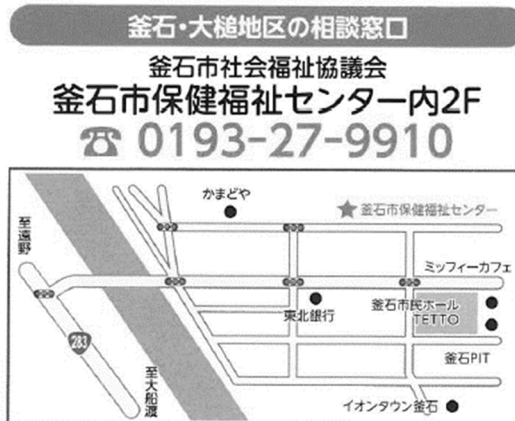 釜石・大槌地区の相談窓口
釜石市社会福祉協議会
釜石市保健福祉センター内2F
☎ 0193-27-9910
かまどや
★ 釜石市保健福祉センター
至遠野
ミッフィーカフェ
東北銀行
釜石市民ホール
TETTO
283
釜石PIT
至大船渡
イオンタウン釜石